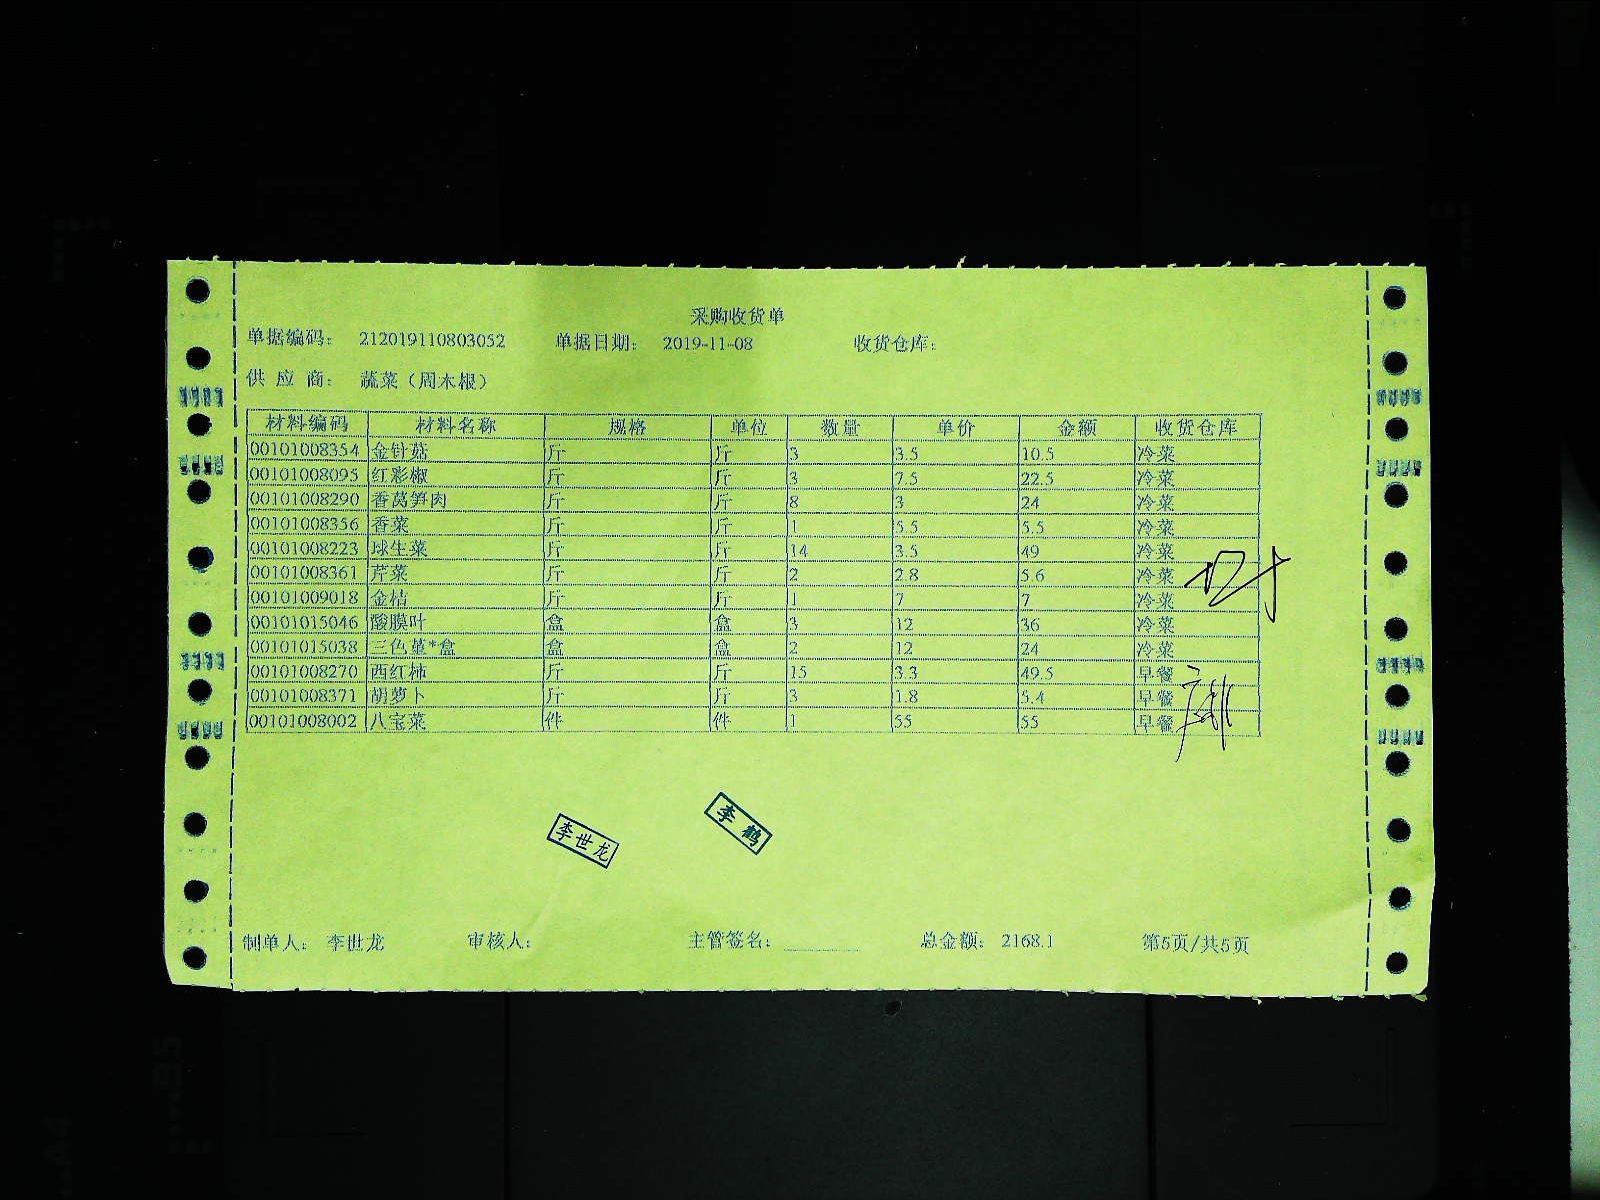 采购收货单
单据编码: 212019110803052 单据日期: 2019-11-08 收货仓库:
供应商: 蔬菜(周木根)
材料编码 材料名称 规格 单位 数量 单价 金额 收货仓库
00101008354 金针菇 斤 斤 3 3.5 10.5 冷菜
00101008095 红彩椒 斤 斤 3 7.5 22.5 冷菜
00101008290 香莴笋肉 斤 斤 8 3 24 冷菜
00101008356 香菜 斤 斤 1 5.5 5.5 冷菜
00101008223 球生菜 斤 斤 14 3.5 49 冷菜
00101008361 芹菜 斤 斤 2 2.8 5.6 冷菜
00101009018 金桔 斤 斤 1 7 7 冷菜
00101015046 酸膜叶 盒 盒 3 12 36 冷菜
00101015038 三色堇*盒 盒 盒 2 12 24 冷菜
00101008270 西红柿 斤 斤 15 3.3 49.5 早餐
00101008371 胡萝卜 斤 斤 3 1.8 5.4 早餐
00101008002 八宝菜 件 件 1 55 55 早餐
李鹤
李世龙
制单人: 李世龙 审核人: 主管签名: 总金额: 2168.1 第5页/共5页